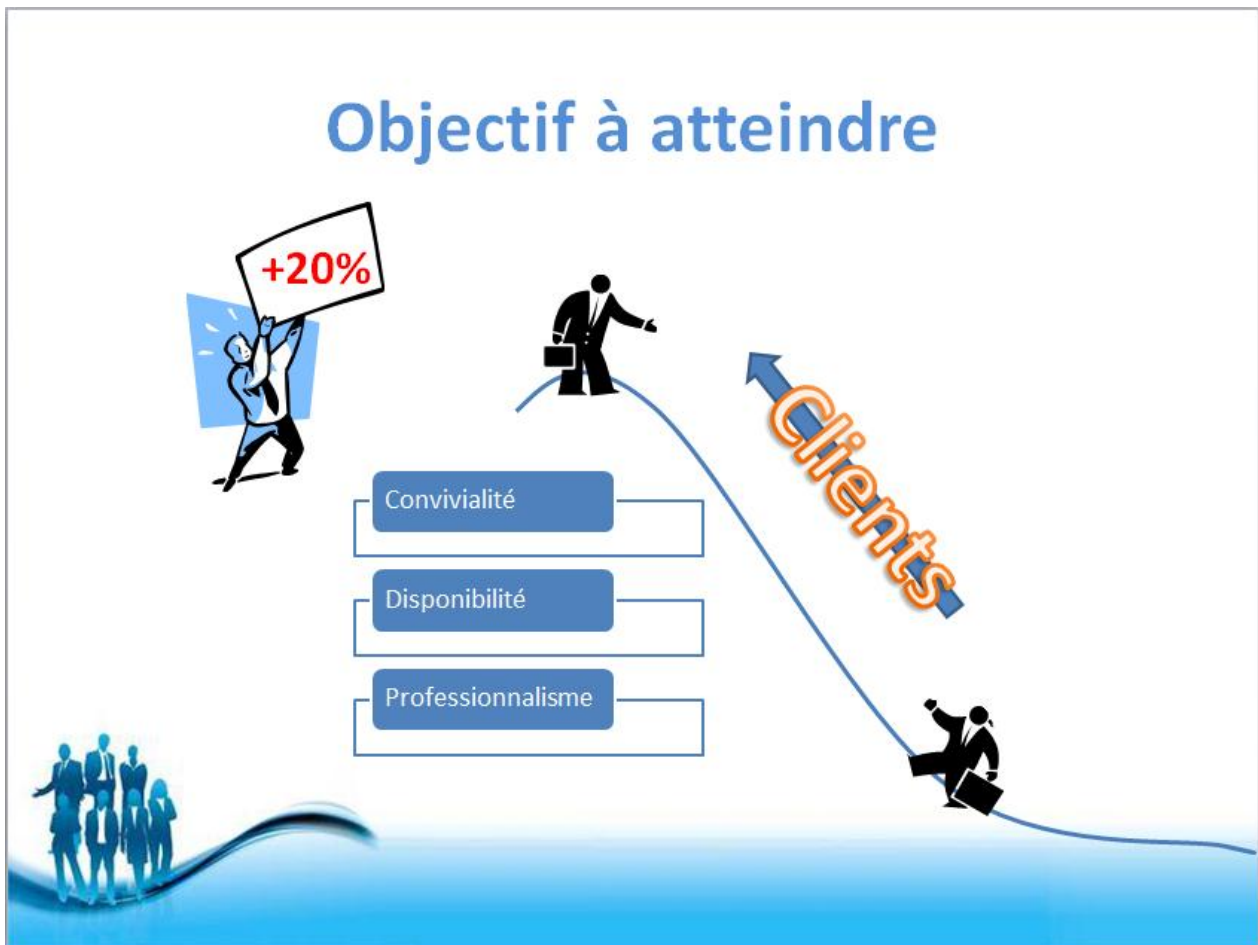 Objectif à atteindre
+20%
Clients
Convivialité
Disponibilité
Professionnalisme